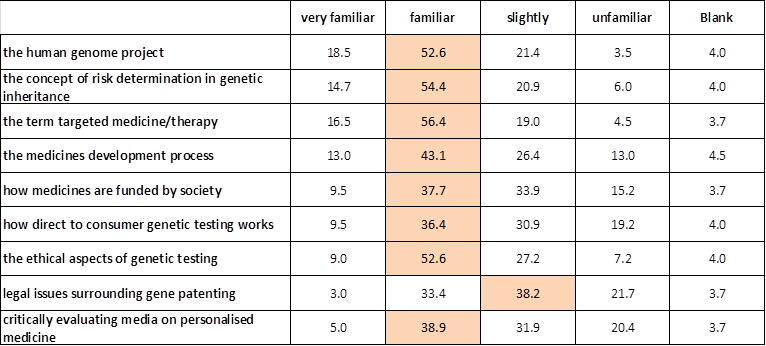 very familiar familiar slightly unfamiliar Blank
the human genome project 18.5 52.6 21.4 3.5 4.0
the concept of risk determination in genetic
inheritance 14.7 54.4 20.9 6.0 4.0
the term targeted medicine/therapy 16.5 56.4 19.0 4.5 3.7
the medicines development process 13.0 43.1 26.4 13.0 4.5
how medicines are funded by society 9.5 37.7 33.9 15.2 3.7
how direct to consumer genetic testing works 9.5 36.4 30.9 19.2 4.0
the ethical aspects of genetic testing 9.0 52.6 27.2 7.2 4.0
legal issues surrounding gene patenting 3.0 33.4 38.2 21.7 3.7
critically evaluating media on personalised
medicine 5.0 38.9 31.9 20.4 3.7